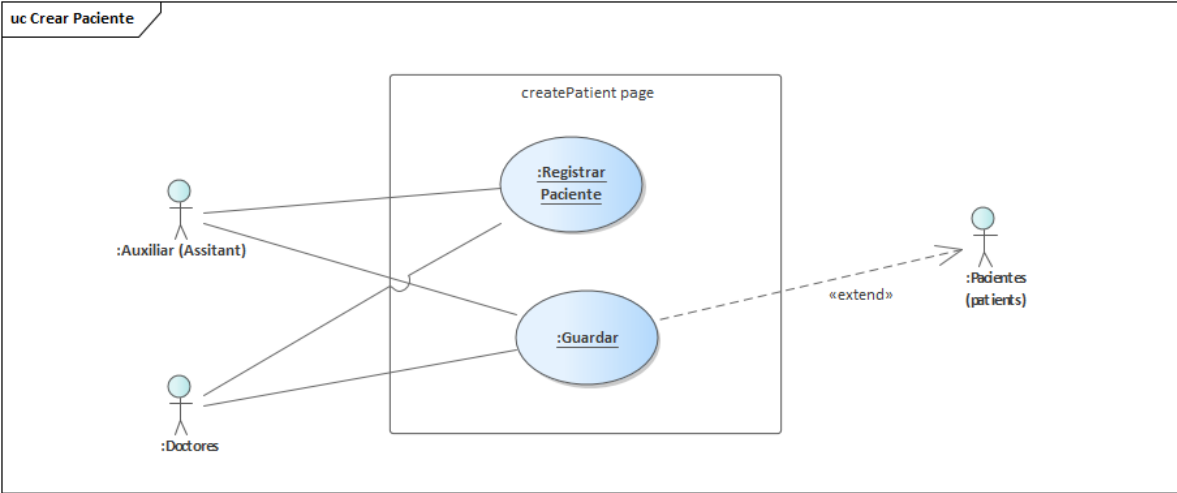 uc Crear Paciente
createPatient page
:Registrar
Paciente
:Auxiliar (Assitant)
:Pacientes
(patients)
«extend»
:Guardar
:Doctores